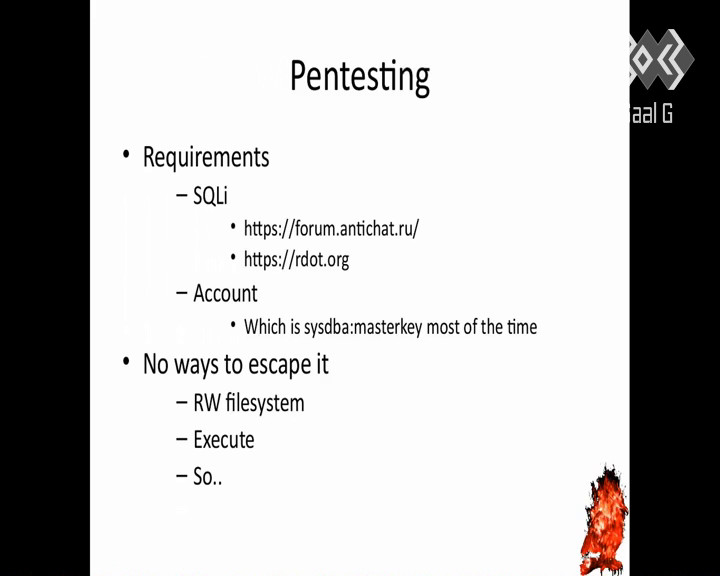 Pentesting
• Requirements
– SQLi
• https://forum.antichat.ru/
• https://rdot.org
– Account
• Which is sysdba:masterkey most of the time
• No ways to escape it
– RW filesystem
– Execute
– So..
aal G